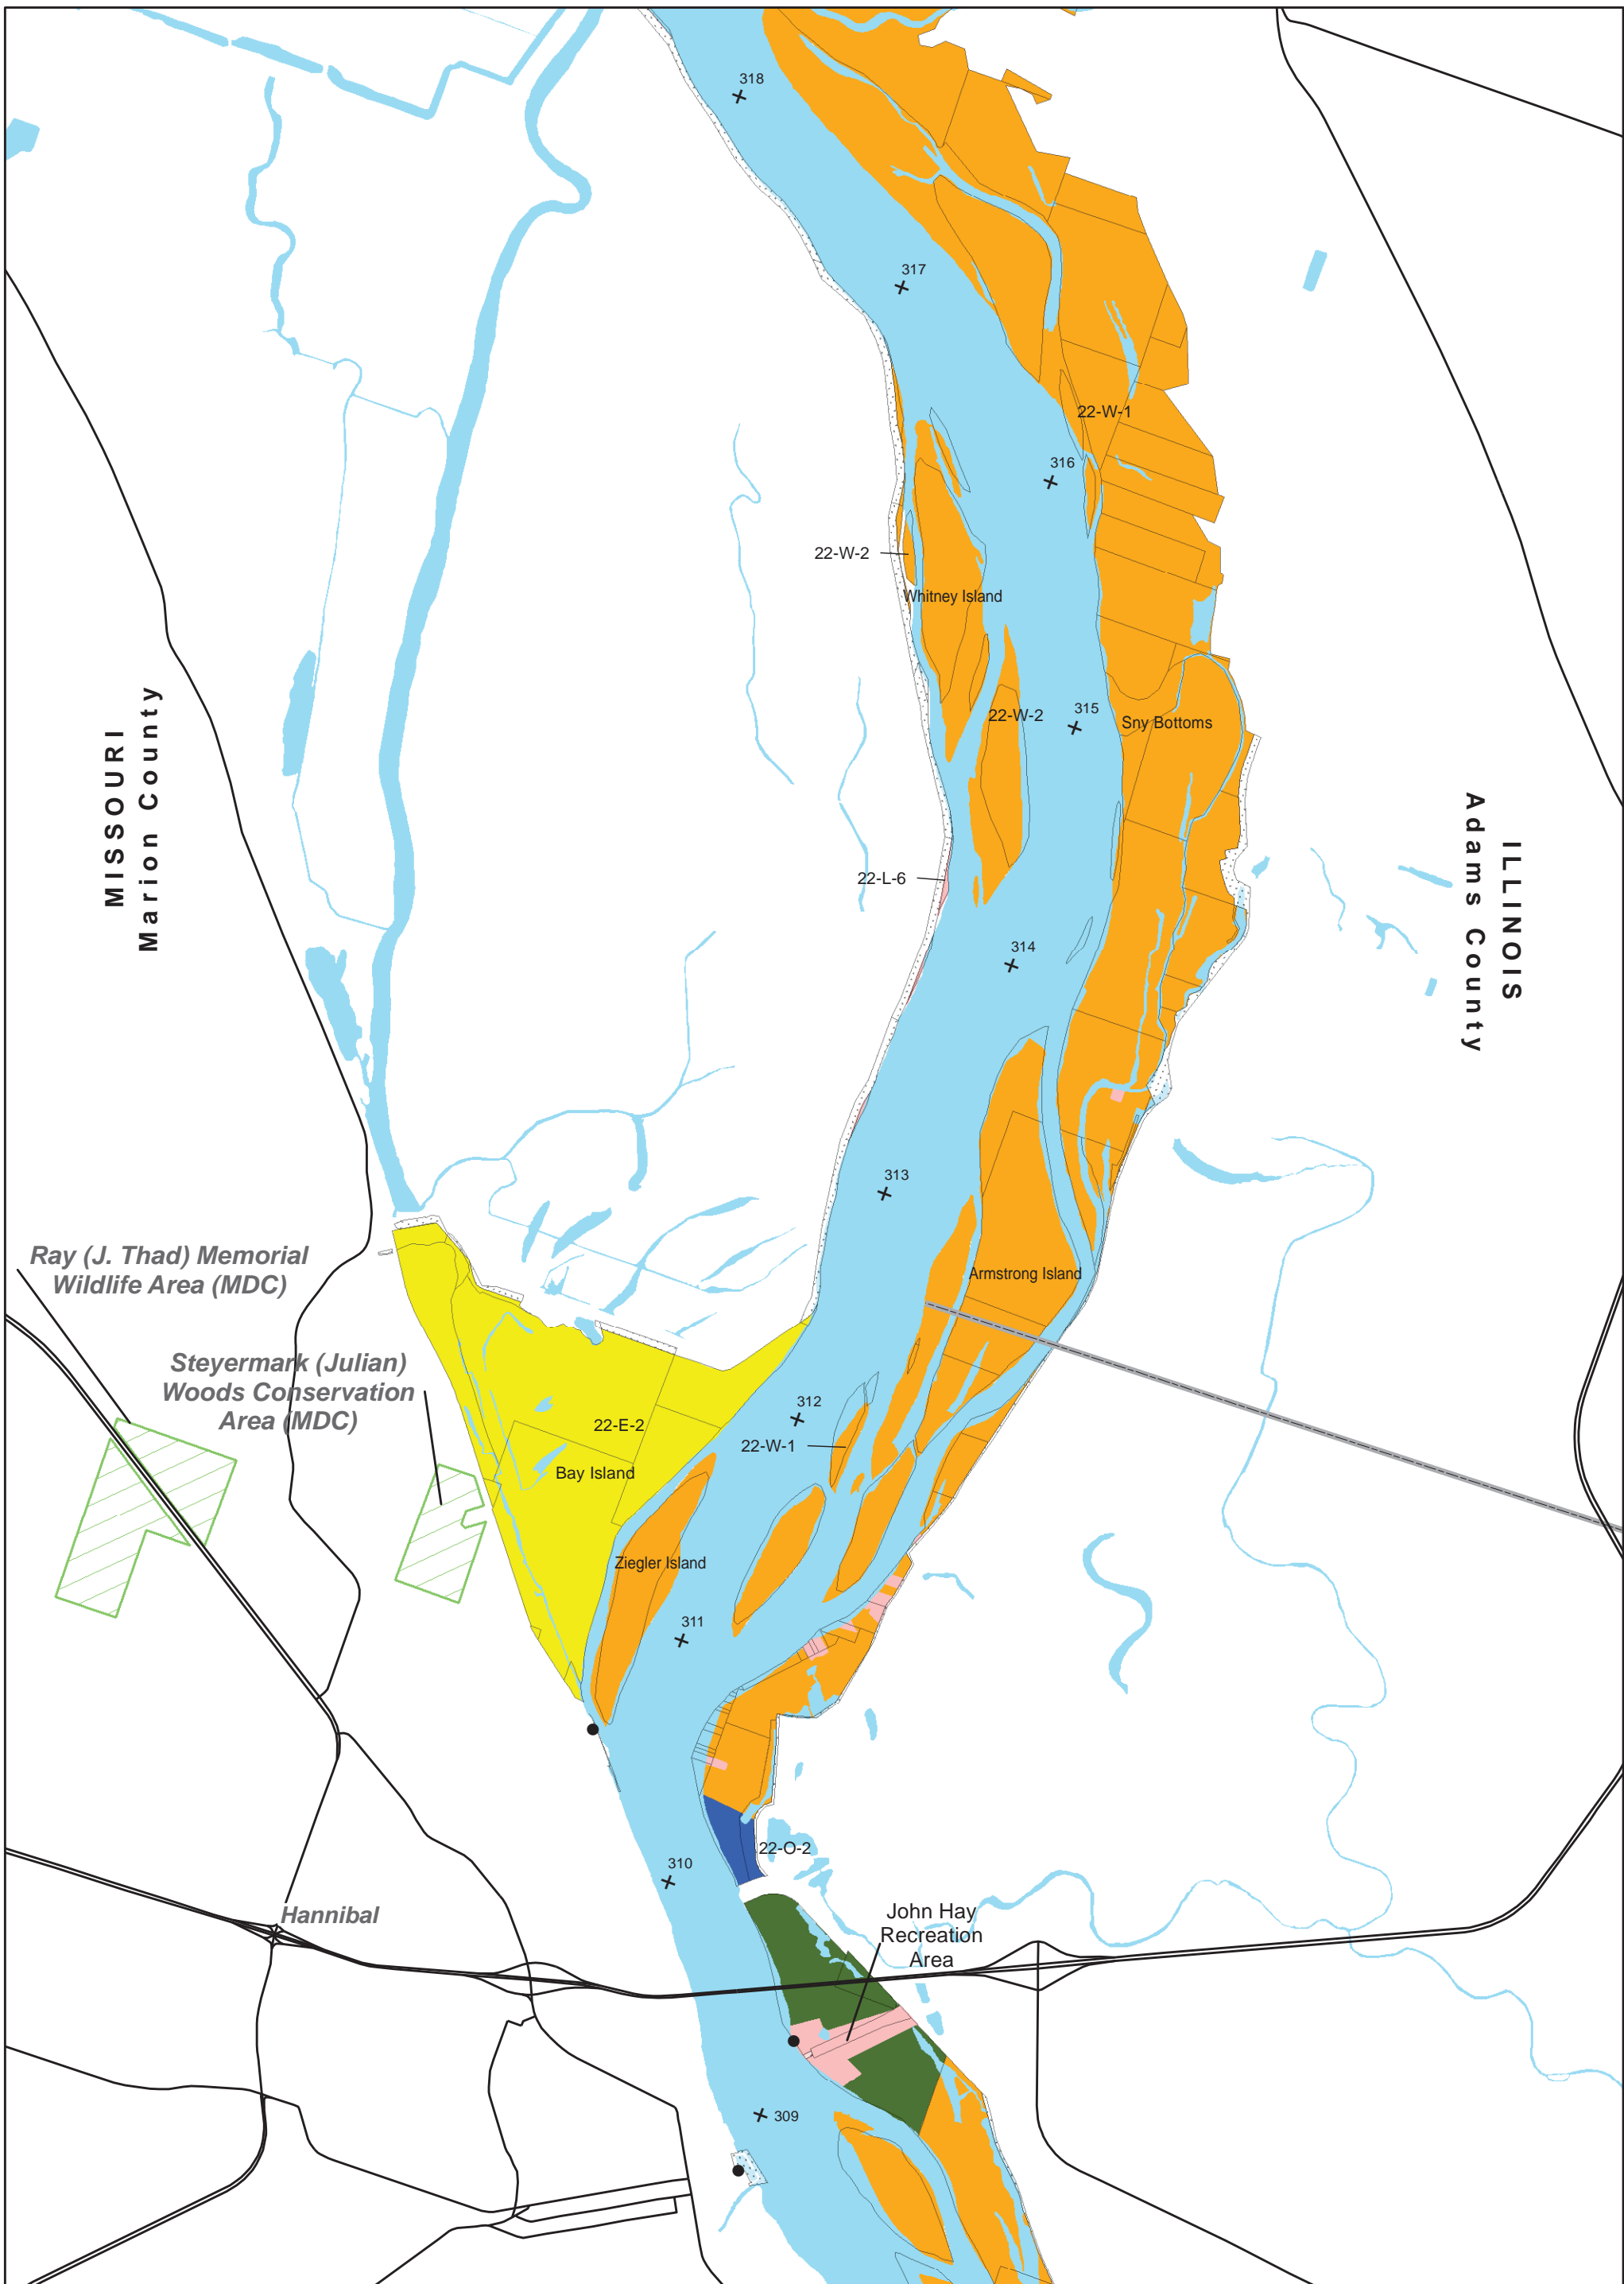 318
317
22-W-1
316
22-W-2
Whitney Island
22-W-2
315
Sny Bottoms
MISSOURI
Marion County
ILLINOIS
Adams County
22-L-6
314
313
Ray (J. Thad) Memorial
Wildlife Area (MDC)
Armstrong Island
Steyermark (Julian)
Woods Conservation
Area (MDC)
312
22-E-2
22-W-1
Bay Island
Ziegler Island
311
22-O-2
310
Hannibal
John Hay
Recreation
Area
309